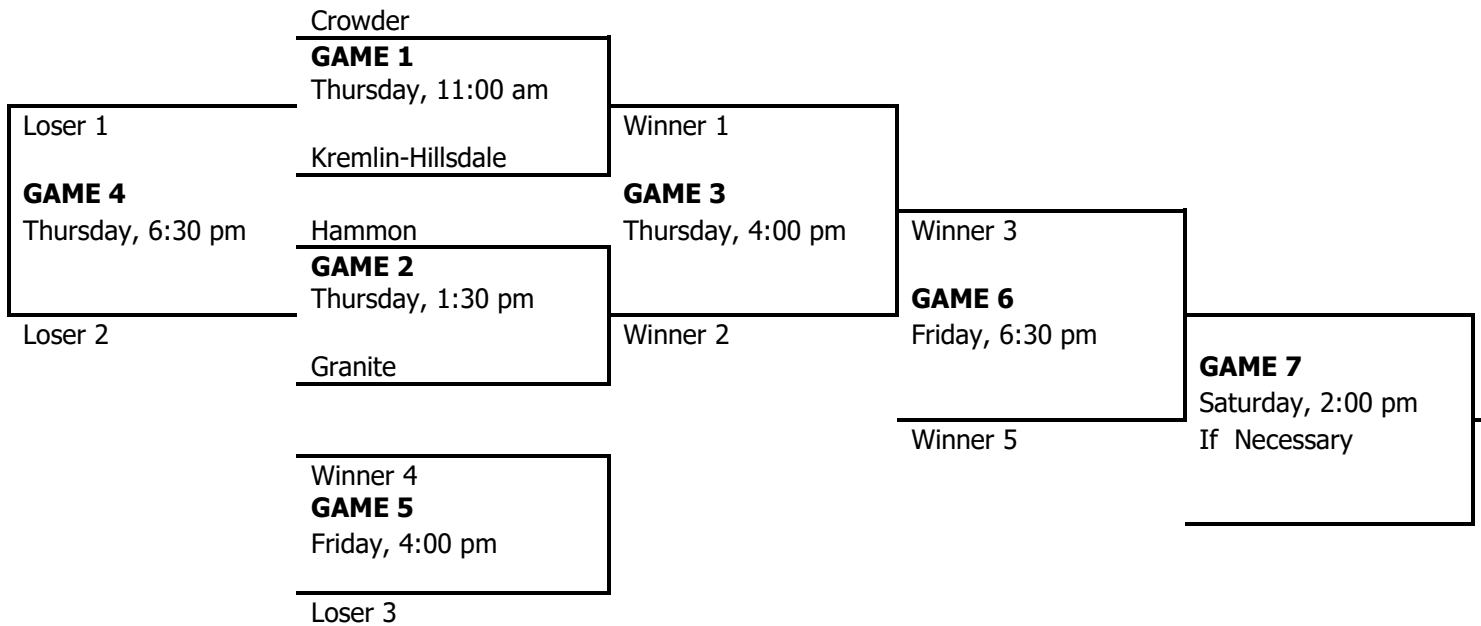 Crowder
GAME 1
Thursday, 11:00 am
Kremlin-Hillsdale
Loser 1
GAME 4
Thursday, 6:30 pm
Loser 2
Hammon
GAME 2
Thursday, 1:30 pm
Granite
Winner 1
GAME 3
Thursday, 4:00 pm
Winner 2
Winner 4
GAME 5
Friday, 4:00 pm
Loser 3
Winner 3
GAME 6
Friday, 6:30 pm
Winner 5
GAME 7
Saturday, 2:00 pm
If Necessary